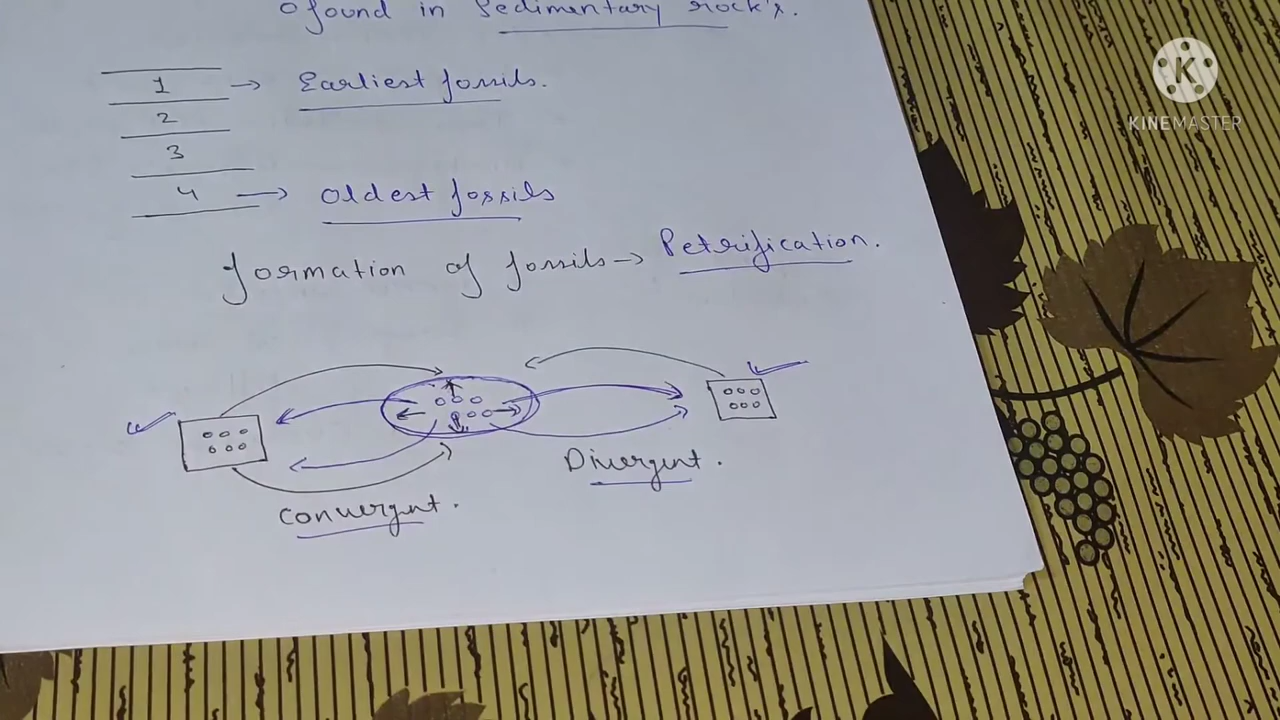 found in Sedimentary rock's.
1 → Earliest fossils.
2
3
4 → Oldest fossils
formation of fossils → Petrification.
Divergent.
Convergent.
K
KINEMASTER